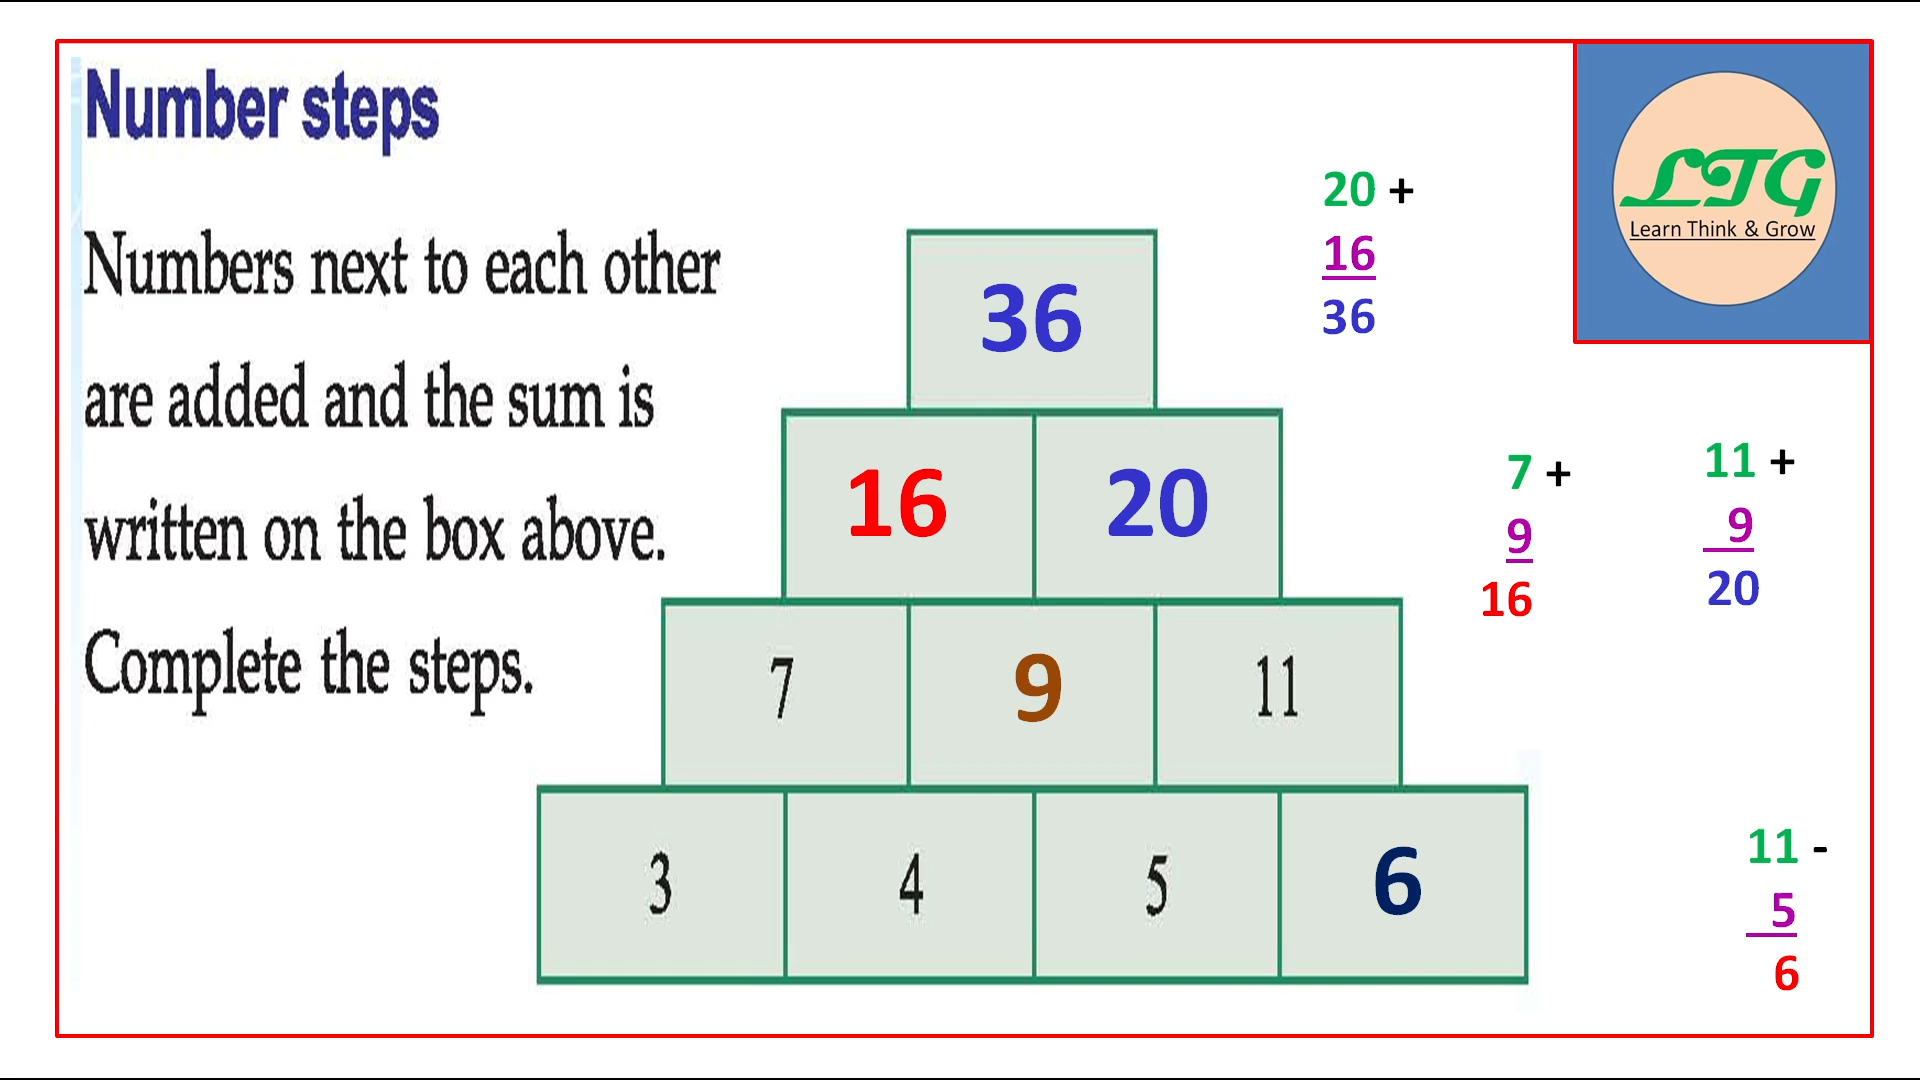 Number steps
Numbers next to each other
are added and the sum is
written on the box above.
Complete the steps.
36
16 20
7 9 11
3 4 5 6
20 +
16
36
7 +
9
16
11 +
9
20
11 -
5
6
LTG
Learn Think & Grow